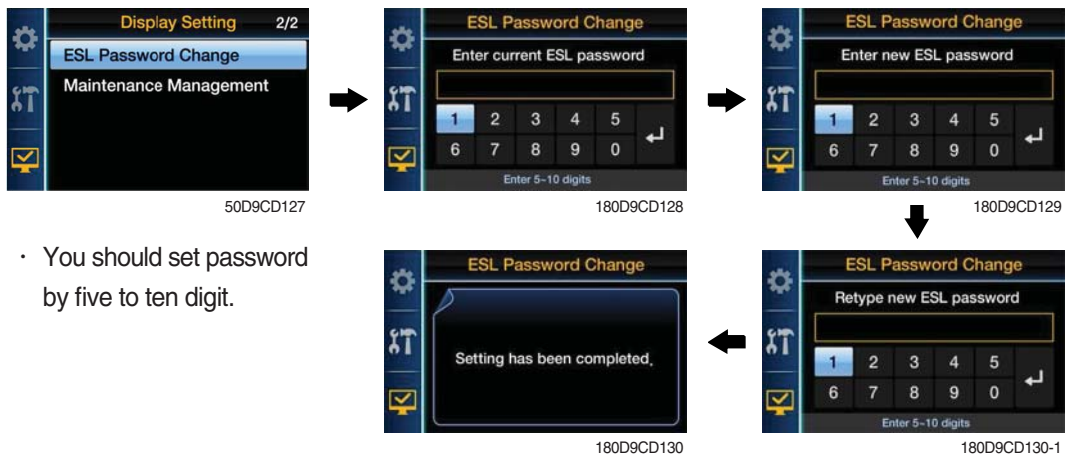 Display Setting 2/2
ESL Password Change
Maintenance Management
50D9CD127
ESL Password Change
Enter current ESL password
1 2 3 4 5
6 7 8 9 0
Enter 5~10 digits
180D9CD128
ESL Password Change
Enter new ESL password
1 2 3 4 5
6 7 8 9 0
Enter 5~10 digits
180D9CD129
· You should set password
by five to ten digit.
ESL Password Change
Retype new ESL password
1 2 3 4 5
6 7 8 9 0
Enter 5~10 digits
180D9CD130-1
ESL Password Change
Setting has been completed.
180D9CD130